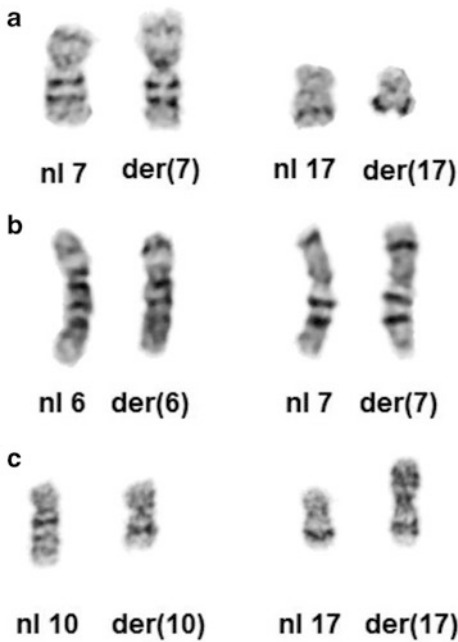 a
nl 7 der(7) nl 17 der(17)
b
nl 6 der(6) nl 7 der(7)
c
nl 10 der(10) nl 17 der(17)